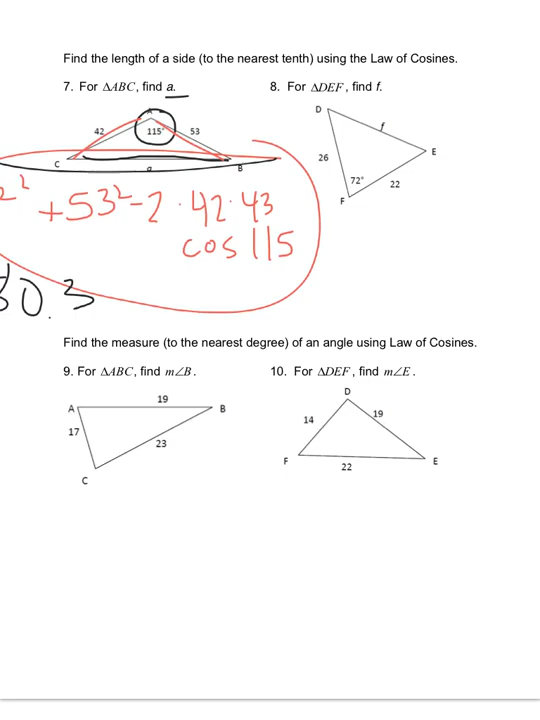 Find the length of a side (to the nearest tenth) using the Law of Cosines.
7. For ΔABC, find a.
8. For ΔDEF, find f.
A
42
115°
53
C
a
B
D
f
26
E
72°
22
F
2
+53²-2·42·43
cos 115
80.3
Find the measure (to the nearest degree) of an angle using Law of Cosines.
9. For ΔABC, find m∠B.
10. For ΔDEF, find m∠E.
A
19
B
17
23
C
D
14
19
F
22
E